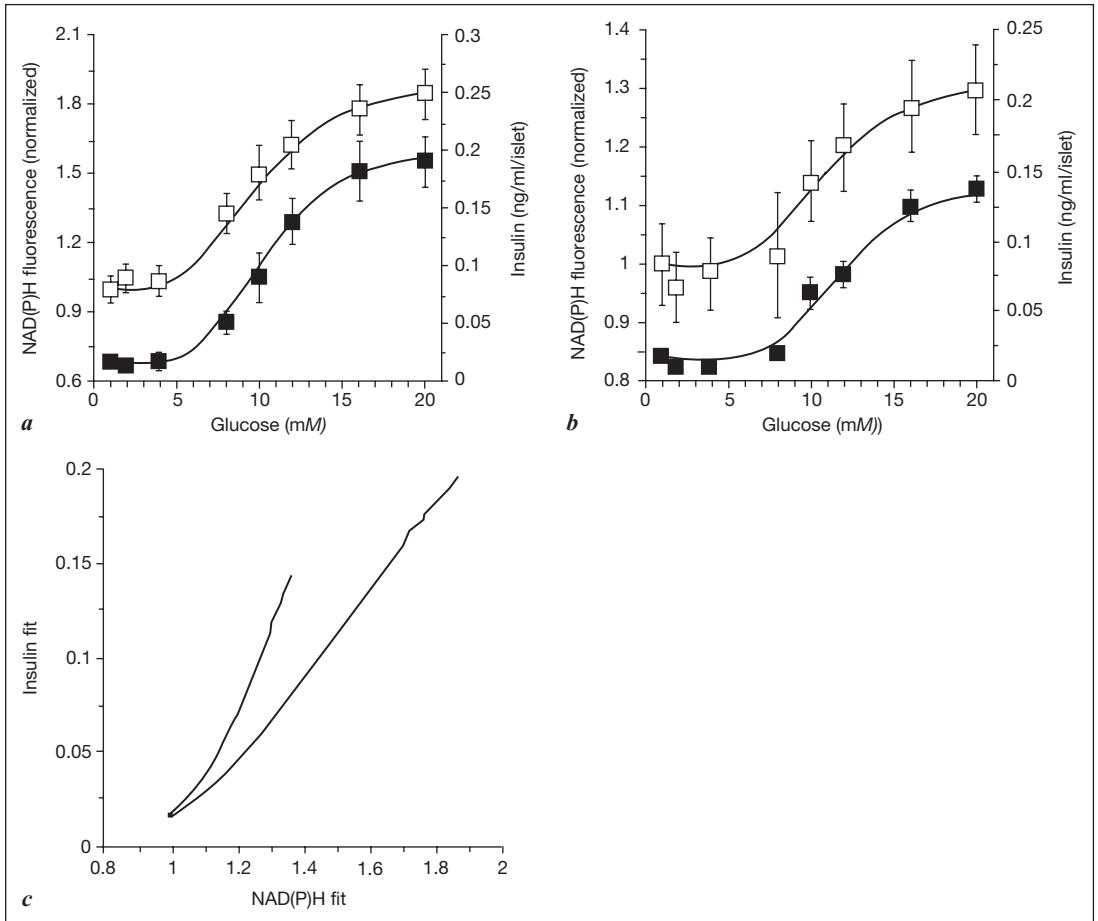 2.1
1.8
1.5
1.2
0.9
0.6
NAD(P)H fluorescence (normalized)
0.3
0.25
0.2
0.15
0.1
0.05
0
Insulin (ng/ml/islet)
0 5 10 15 20
Glucose (mM)
a
1.4
1.3
1.2
1.1
1
0.9
0.8
NAD(P)H fluorescence (normalized)
0.25
0.2
0.15
0.1
0.05
0
Insulin (ng/ml/islet)
0 5 10 15 20
Glucose (mM))
b
0.2
0.15
0.1
0.05
0
Insulin fit
0.8 1 1.2 1.4 1.6 1.8 2
NAD(P)H fit
c